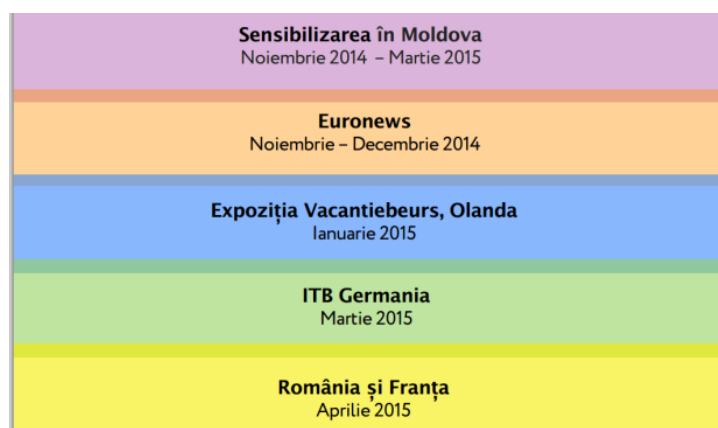 Sensibilizarea în Moldova
Noiembrie 2014 – Martie 2015
Euronews
Noiembrie – Decembrie 2014
Expoziția Vacantiebeurs, Olanda
Ianuarie 2015
ITB Germania
Martie 2015
România și Franța
Aprilie 2015